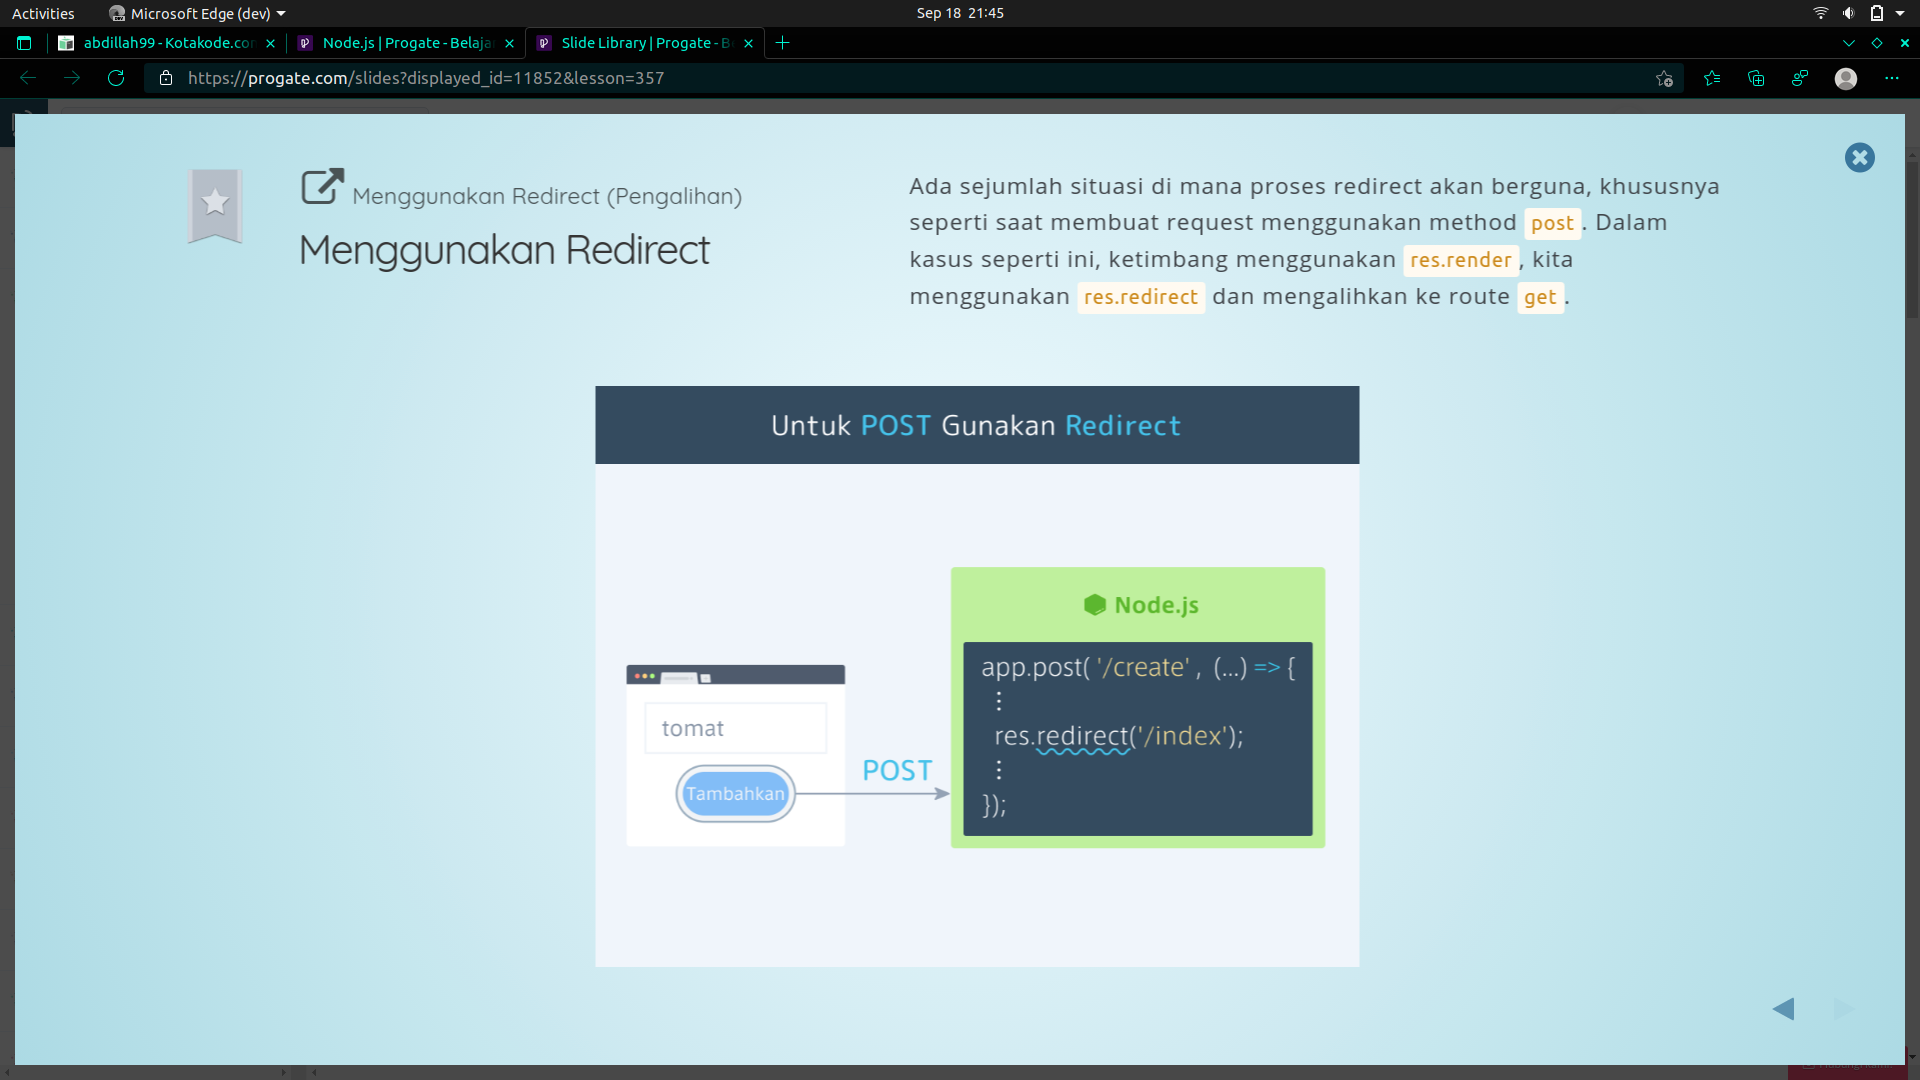 Activities
Microsoft Edge (dev)
Sep 18 21:45
abdillah99 - Kotakode.con
Node.js | Progate - Belaja
Slide Library | Progate - B
https://progate.com/slides?displayed_id=11852&lesson=357
Menggunakan Redirect (Pengalihan)
Menggunakan Redirect
Ada sejumlah situasi di mana proses redirect akan berguna, khususnya
seperti saat membuat request menggunakan method post. Dalam
kasus seperti ini, ketimbang menggunakan res.render, kita
menggunakan res.redirect dan mengalihkan ke route get.
Untuk POST Gunakan Redirect
Node.js
app.post( '/create' , (...) => {
⋮
res.redirect('/index');
⋮
});
tomat
Tambahkan
POST